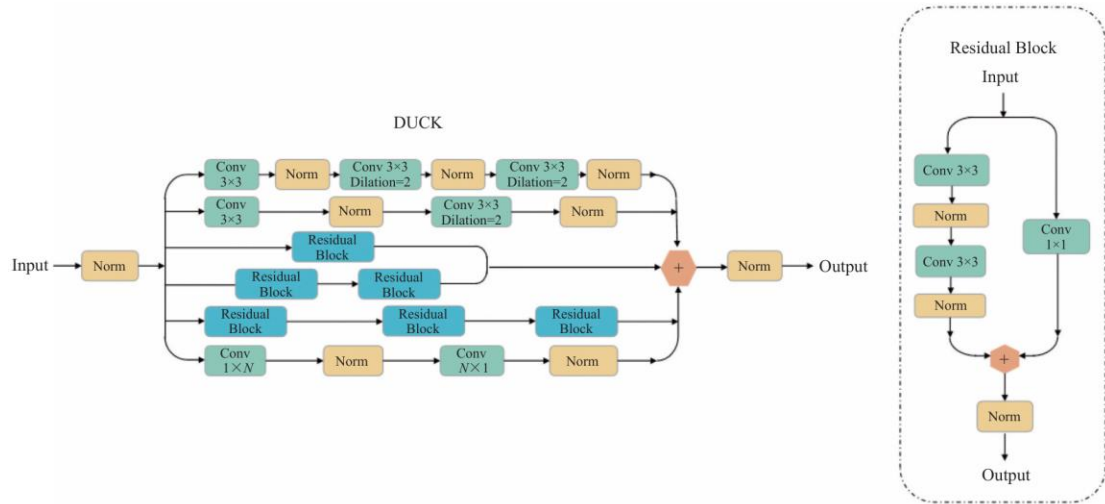 DUCK
Input
Norm
Conv
3×3
Norm
Conv 3×3
Dilation=2
Norm
Conv 3×3
Dilation=2
Norm
Conv
3×3
Norm
Conv 3×3
Dilation=2
Norm
Residual
Block
Residual
Block
Residual
Block
Residual
Block
Residual
Block
Residual
Block
Conv
1×N
Norm
Conv
N×1
Norm
+
Norm
Output
Residual Block
Input
Conv 3×3
Norm
Conv 3×3
Norm
Conv
1×1
+
Norm
Output